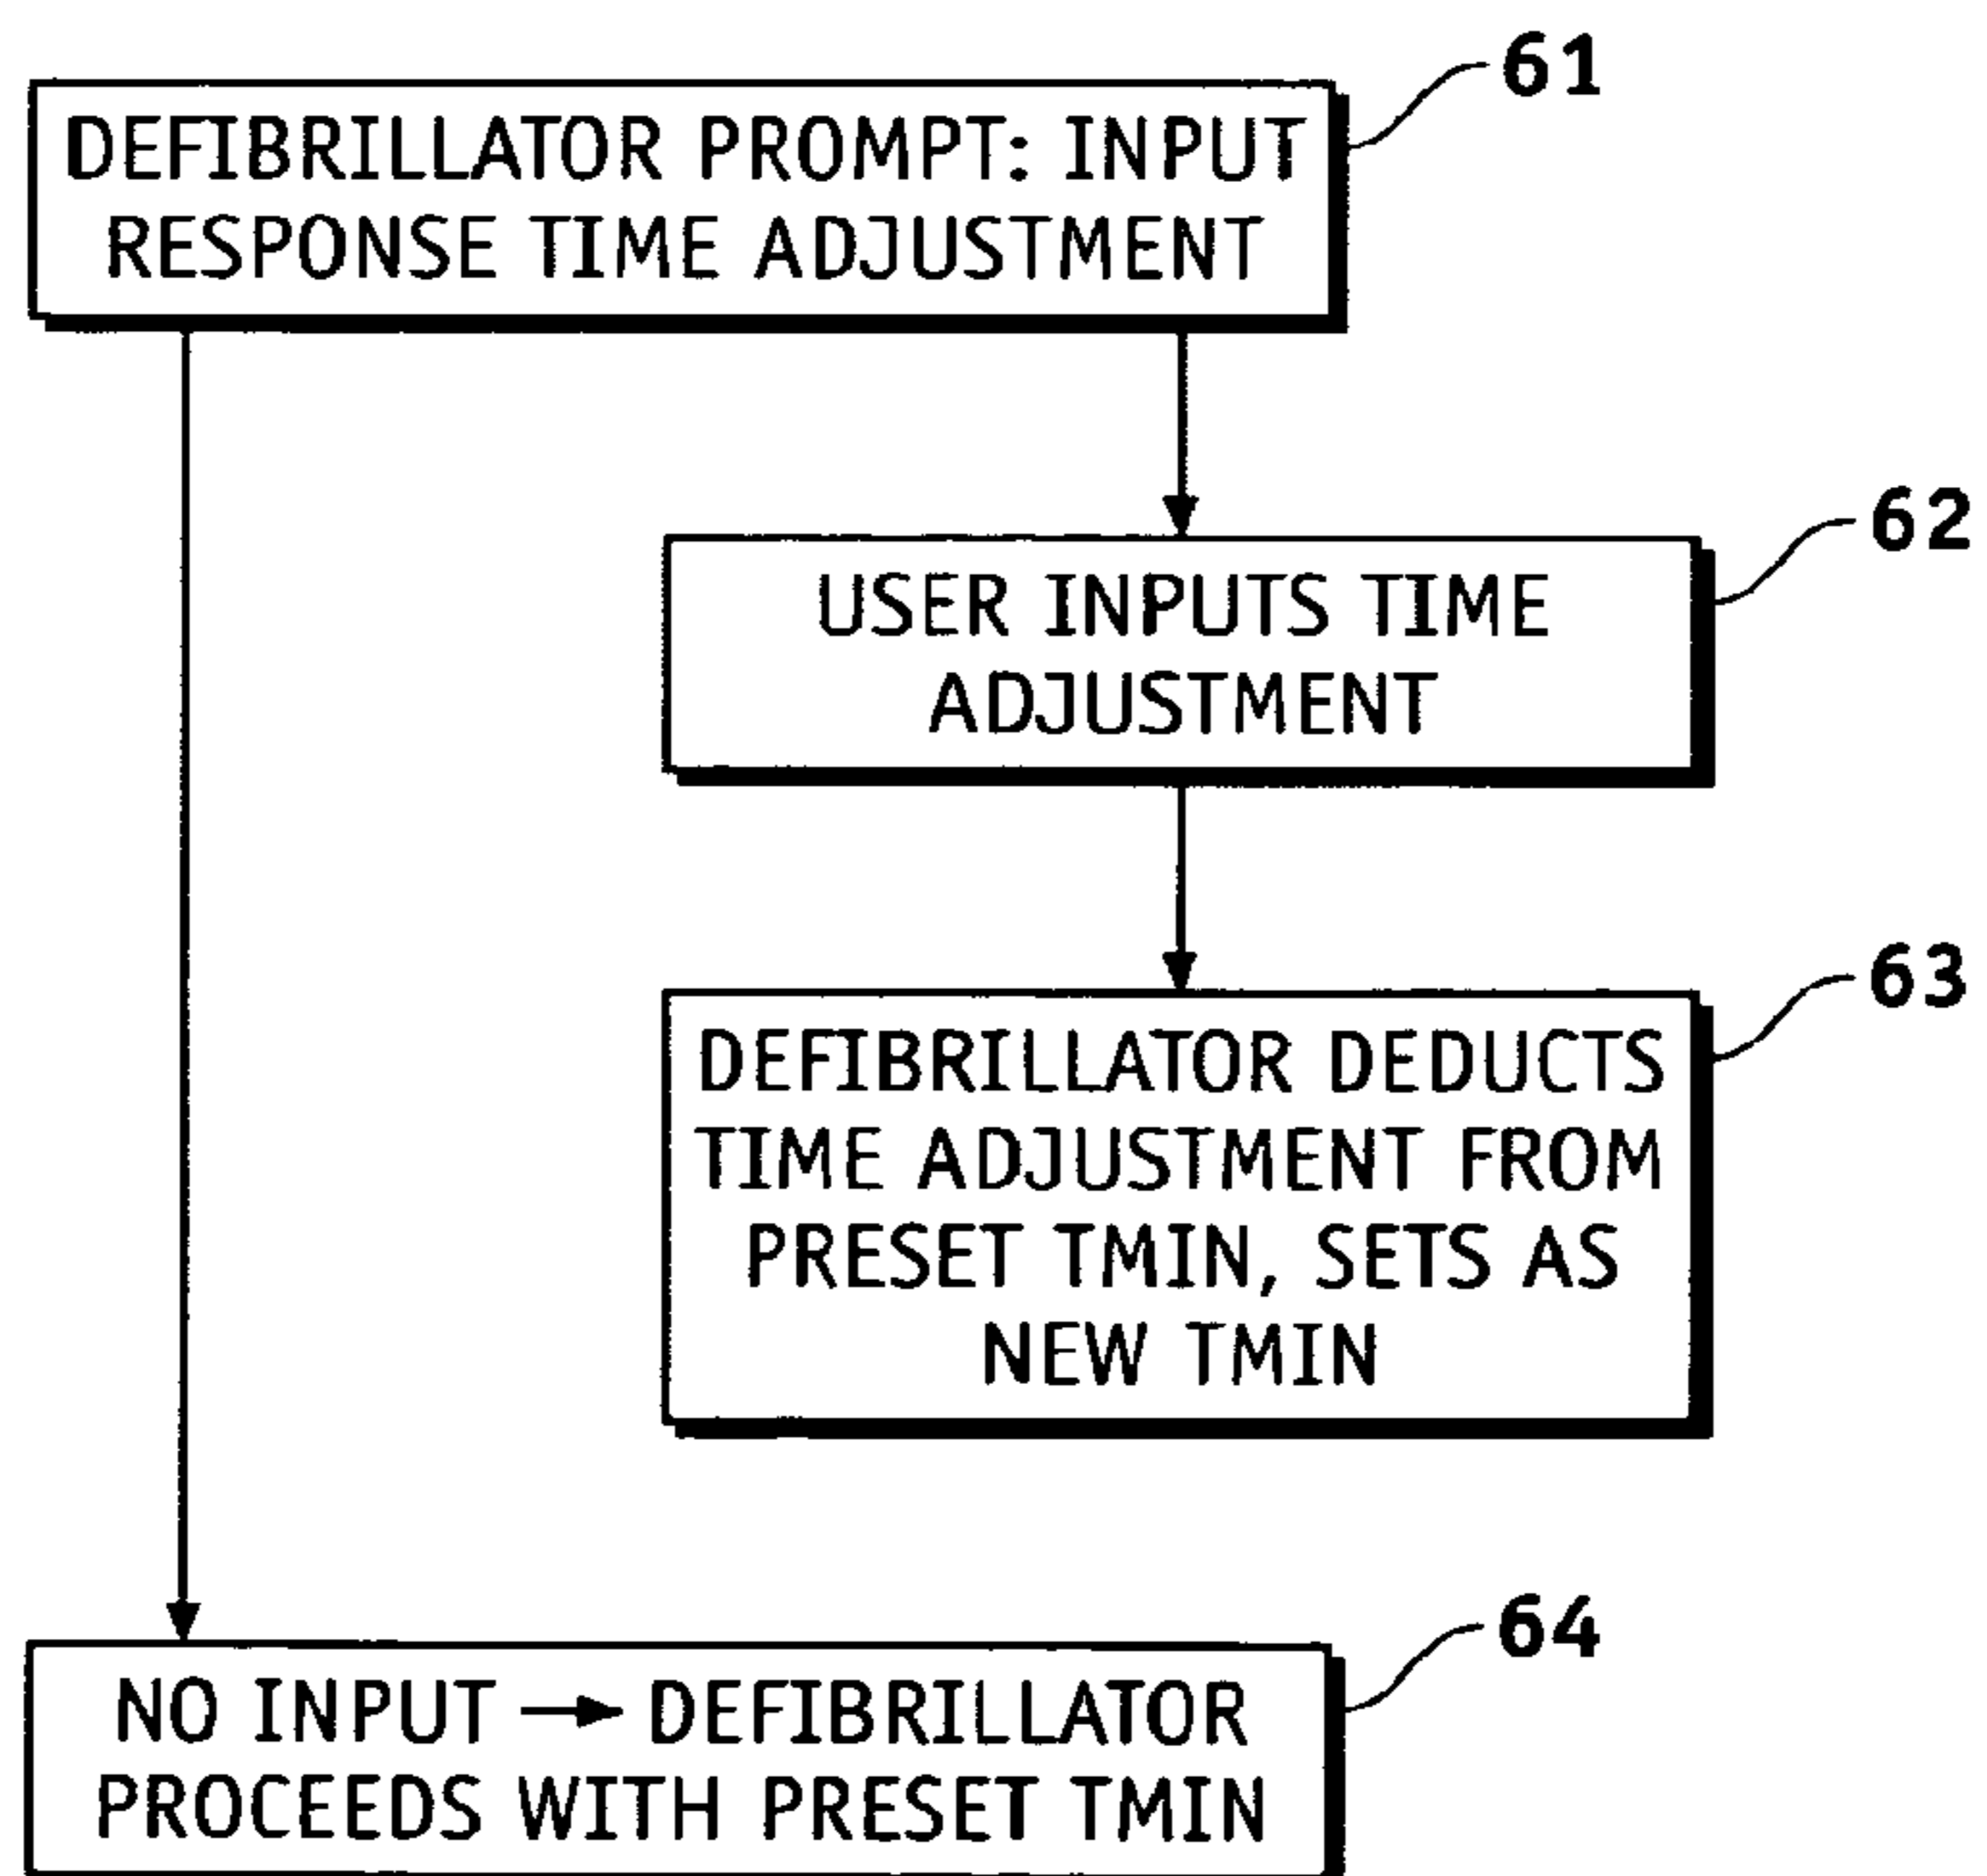 61
DEFIBRILLATOR PROMPT: INPUT
RESPONSE TIME ADJUSTMENT
62
USER INPUTS TIME
ADJUSTMENT
63
DEFIBRILLATOR DEDUCTS
TIME ADJUSTMENT FROM
PRESET TMIN, SETS AS
NEW TMIN
64
NO INPUT → DEFIBRILLATOR
PROCEEDS WITH PRESET TMIN